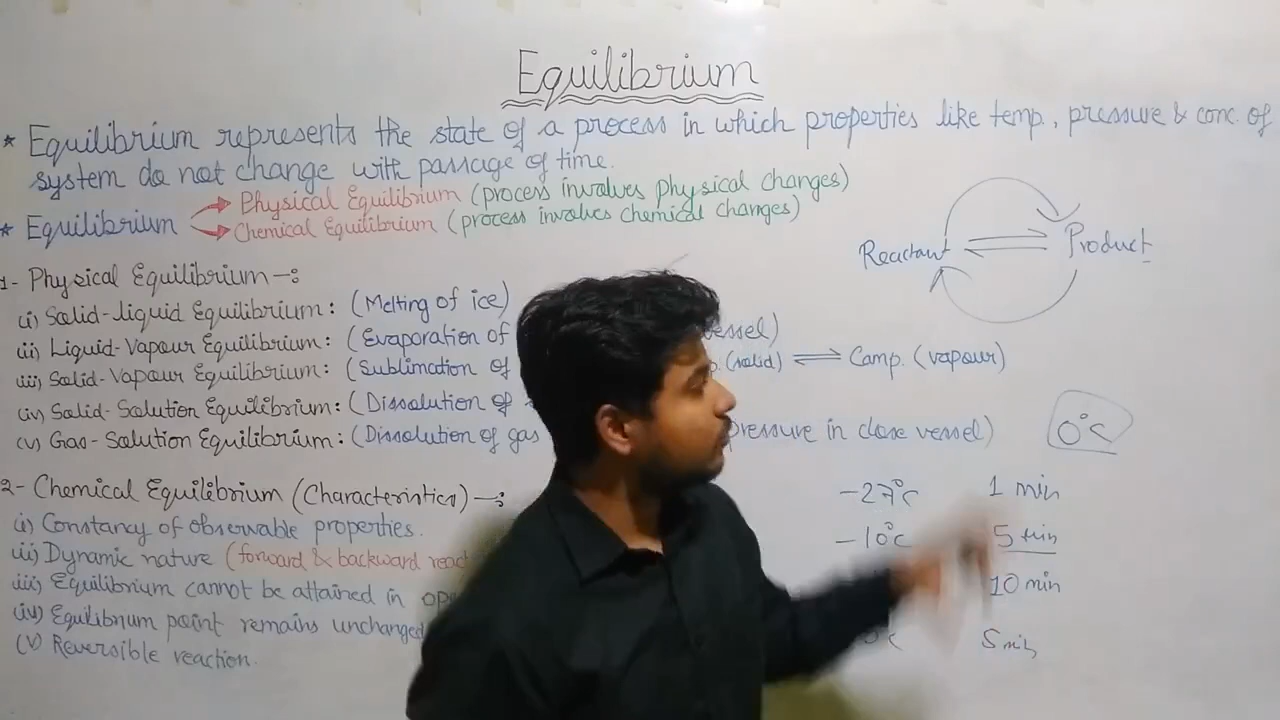 Equilibrium
* Equilibrium represents the state of a process in which properties like temp., pressure & conc. of
system do not change with passage of time.
* Equilibrium
Physical Equilibrium (process involves physical changes)
Chemical Equilibrium (process involves chemical changes)
Reactant ⇌ Product
1- Physical Equilibrium -:
(i) Solid-liquid Equilibrium: (Melting of ice)
(ii) Liquid-Vapour Equilibrium: (Evaporation of vessel)
(iii) Solid-Vapour Equilibrium: (Sublimation of (solid) ⇌ Camp. (vapour)
(iv) Solid-Solution Equilibrium: (Dissolution of
(v) Gas-Solution Equilibrium: (Dissolution of gas pressure in close vessel)
0°c
2- Chemical Equilibrium (Characteristics) -:
(i) Constancy of observable properties.
(ii) Dynamic nature (forward & backward react
(iii) Equilibrium cannot be attained in op
(iv) Equilibrium point remains unchanged
(v) Reversible reaction.
-27°c 1 min
-10°c 5 min
10 min
5 min